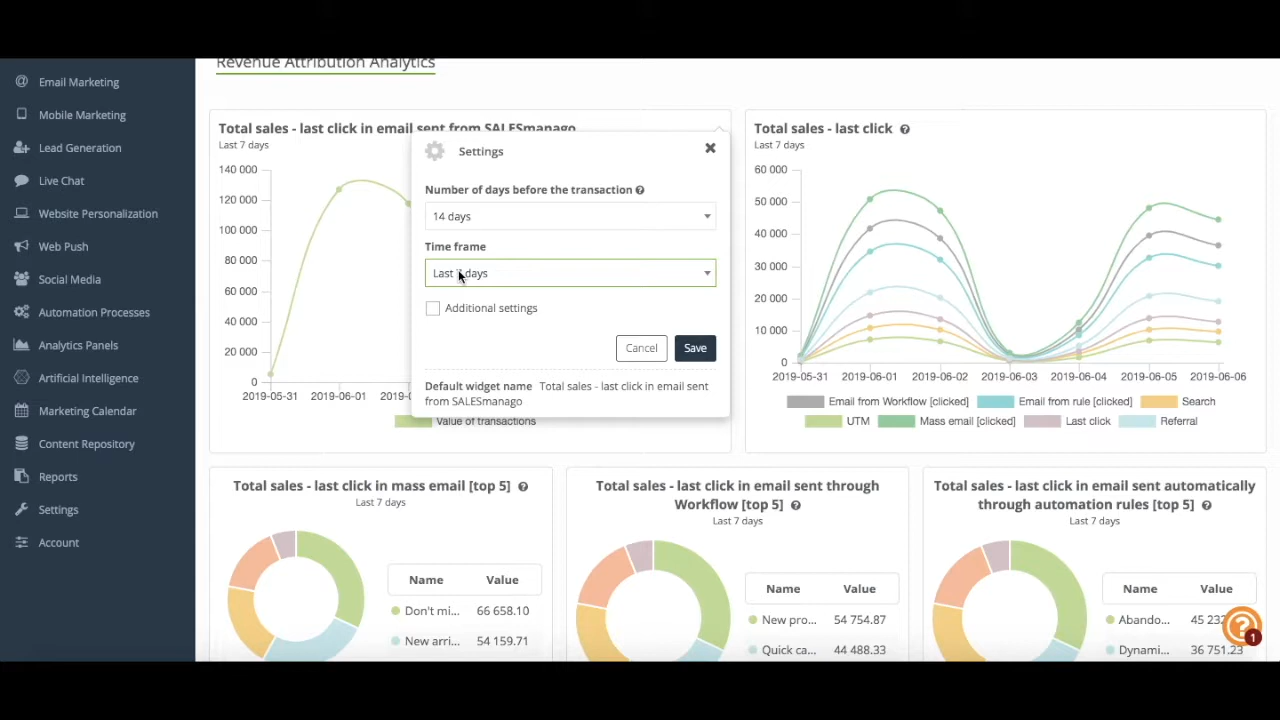 Revenue Attribution Analytics
Email Marketing
Mobile Marketing
Lead Generation
Live Chat
Website Personalization
Web Push
Social Media
Automation Processes
Analytics Panels
Artificial Intelligence
Marketing Calendar
Content Repository
Reports
Settings
Account
Total sales - last click in email sent from SALESmanago
Last 7 days
140 000
120 000
100 000
80 000
60 000
40 000
20 000
0
2019-05-31
2019-06-01
Value of transactions
Settings
Number of days before the transaction
14 days
Time frame
Last 7 days
Additional settings
Cancel
Save
Default widget name Total sales - last click in email sent
from SALESmanago
Total sales - last click
Last 7 days
60 000
50 000
40 000
30 000
20 000
10 000
0
2019-05-31 2019-06-01 2019-06-02 2019-06-03 2019-06-04 2019-06-05 2019-06-06
Email from Workflow [clicked] Email from rule [clicked] Search
UTM Mass email [clicked] Last click Referral
Total sales - last click in mass email [top 5]
Last 7 days
Name Value
Don't mi... 66 658.10
New arri... 54 159.71
Total sales - last click in email sent through
Workflow [top 5]
Last 7 days
Name Value
New pro... 54 754.87
Quick ca... 44 488.33
Total sales - last click in email sent automatically
through automation rules [top 5]
Last 7 days
Name Value
Abando... 45 232
Dynami... 36 751.23
1